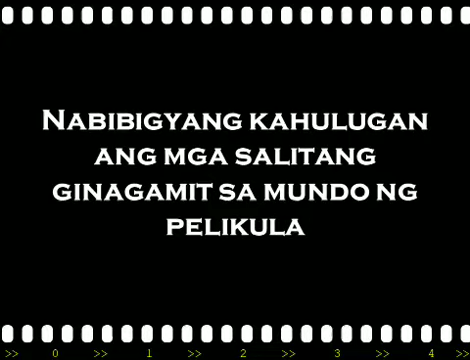 Nabibigyang kahulugan
ang mga salitang
ginagamit sa mundo ng
pelikula
>> 0 >> 1 >> 2 >> 3 >> 4 >>